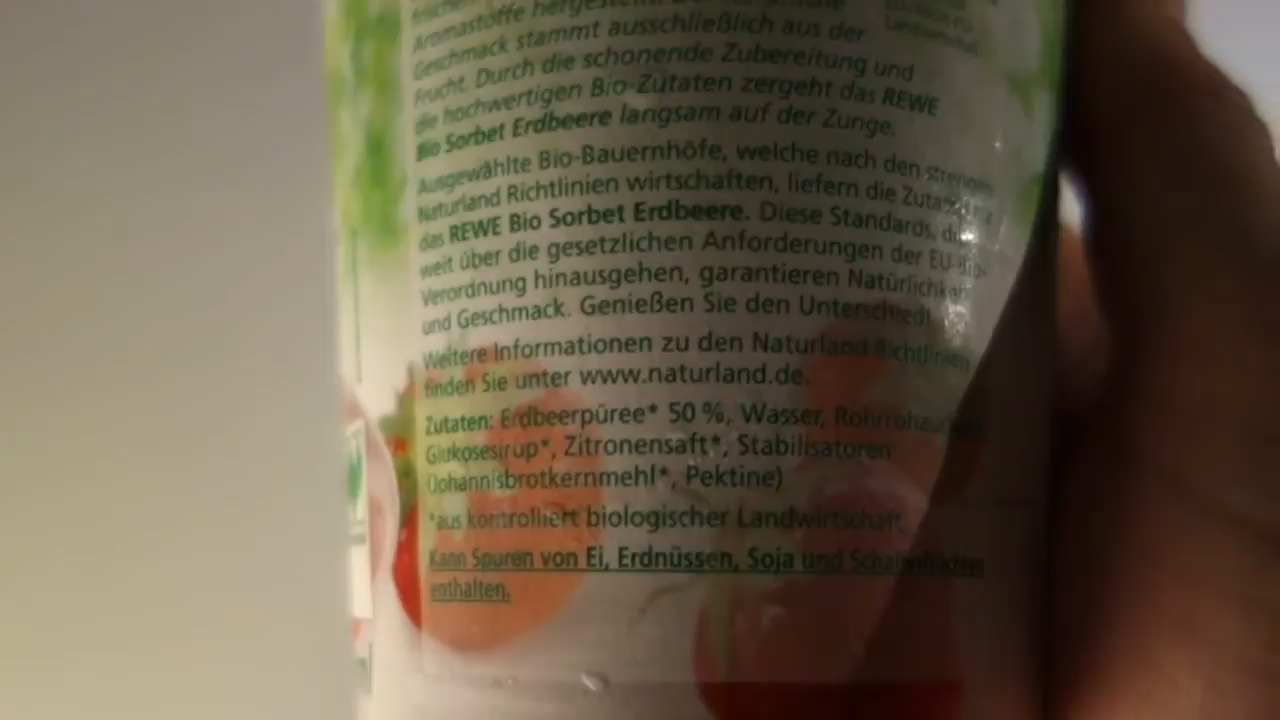 frischen
Aromastoffe
Geschmack stammt ausschließlich aus der
Frucht. Durch die schonende Zubereitung und
die hochwertigen Bio-Zutaten zergeht das REWE
Bio Sorbet Erdbeere langsam auf der Zunge.
Ausgewählte Bio-Bauernhöfe, welche nach den strengen
Naturland Richtlinien wirtschaften, liefern die
das REWE Bio Sorbet Erdbeere. Diese Standards, die
weit über die gesetzlichen Anforderungen der EU-Bio-
Verordnung hinausgehen, garantieren Natürlichkeit
und Geschmack. Genießen Sie den Unterschied!
Weitere Informationen zu den Naturland Richtlinien
finden Sie unter www.naturland.de.
Zutaten: Erdbeerpüree* 50 %, Wasser,
Glukosesirup*, Zitronensaft*, Stabilisatoren
(Johannisbrotkernmehl*, Pektine)
*aus kontrolliert biologischer Landwirtschaft
Kann Spuren von Ei, Erdnüssen, Soja und Schalenfrüchten
enthalten.